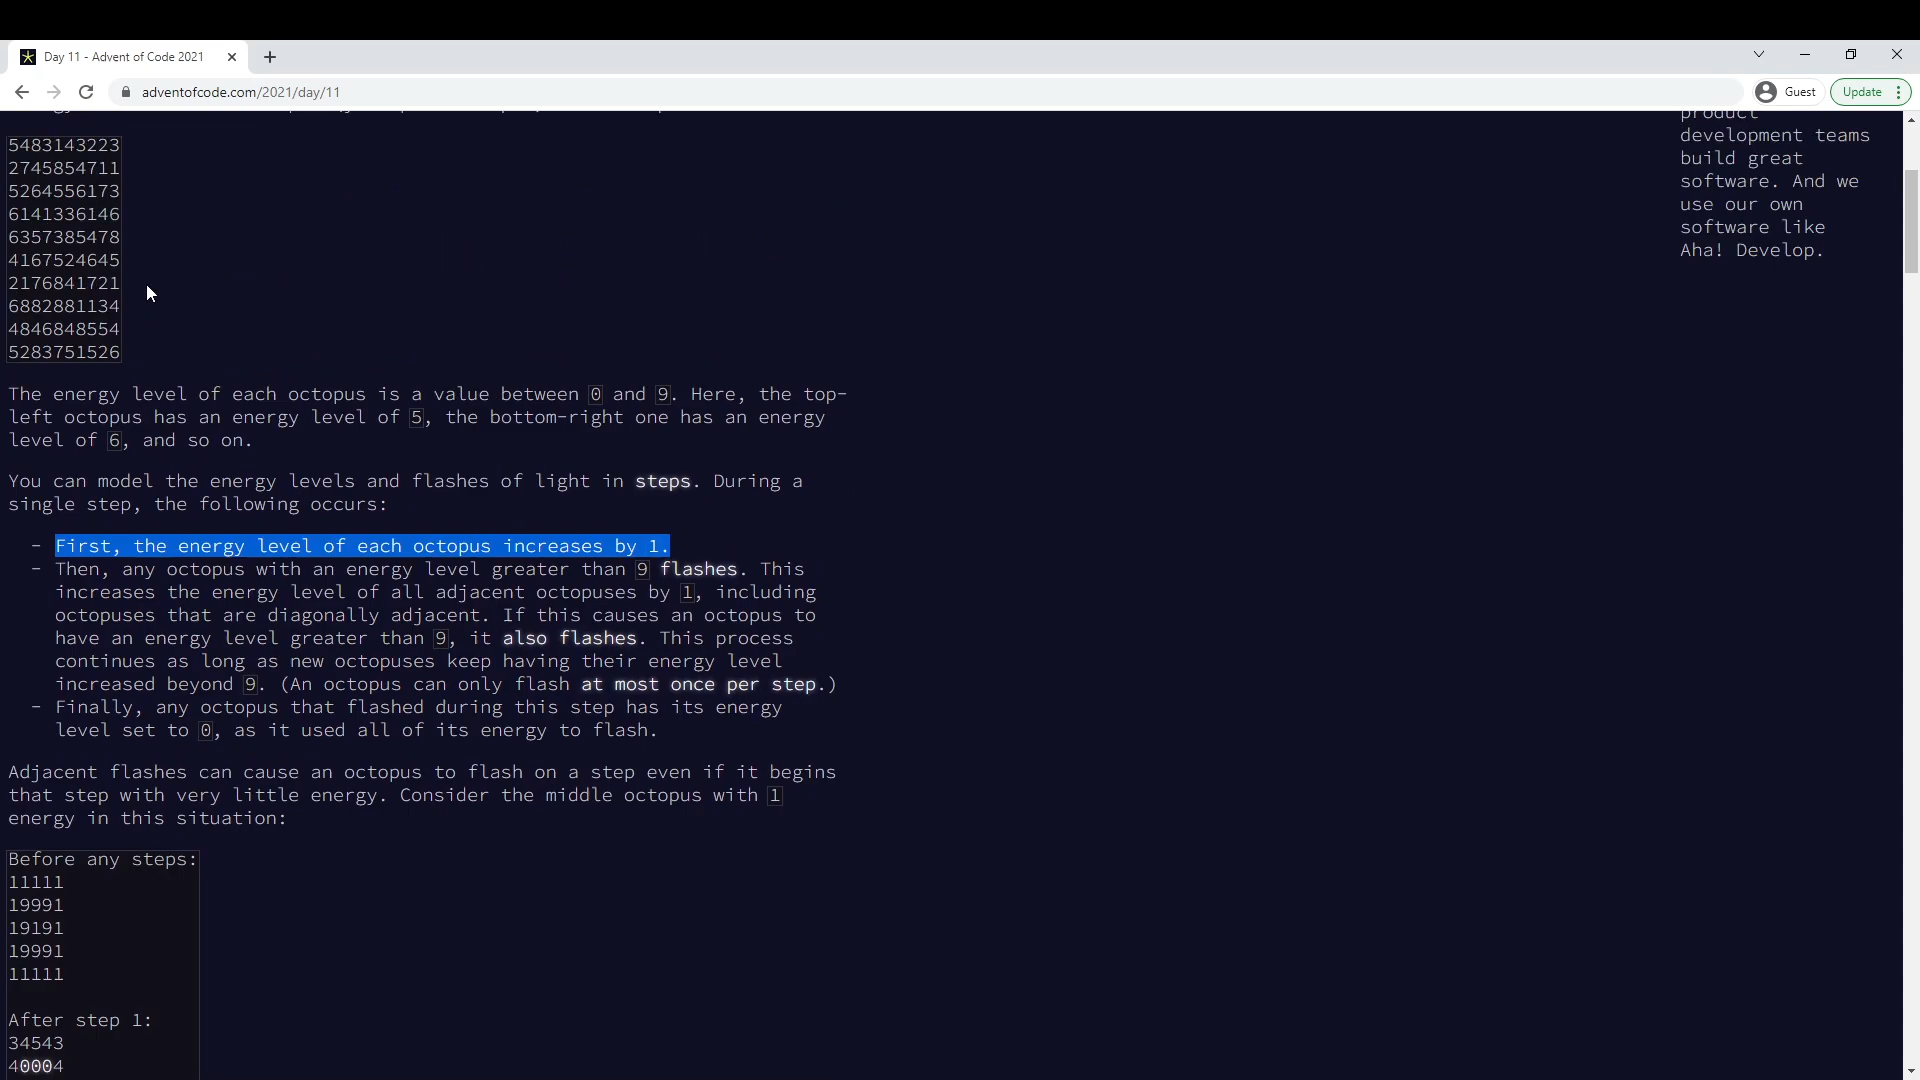 Day 11 - Advent of Code 2021
adventofcode.com/2021/day/11
Guest
Update
product
development teams
build great
software. And we
use our own
software like
Aha! Develop.
5483143223
2745854711
5264556173
6141336146
6357385478
4167524645
2176841721
6882881134
4846848554
5283751526
The energy level of each octopus is a value between 0 and 9. Here, the top-
left octopus has an energy level of 5, the bottom-right one has an energy
level of 6, and so on.
You can model the energy levels and flashes of light in steps. During a
single step, the following occurs:
- First, the energy level of each octopus increases by 1.
- Then, any octopus with an energy level greater than 9 flashes. This
increases the energy level of all adjacent octopuses by 1, including
octopuses that are diagonally adjacent. If this causes an octopus to
have an energy level greater than 9, it also flashes. This process
continues as long as new octopuses keep having their energy level
increased beyond 9. (An octopus can only flash at most once per step.)
- Finally, any octopus that flashed during this step has its energy
level set to 0, as it used all of its energy to flash.
Adjacent flashes can cause an octopus to flash on a step even if it begins
that step with very little energy. Consider the middle octopus with 1
energy in this situation:
Before any steps:
11111
19991
19191
19991
11111
After step 1:
34543
40004